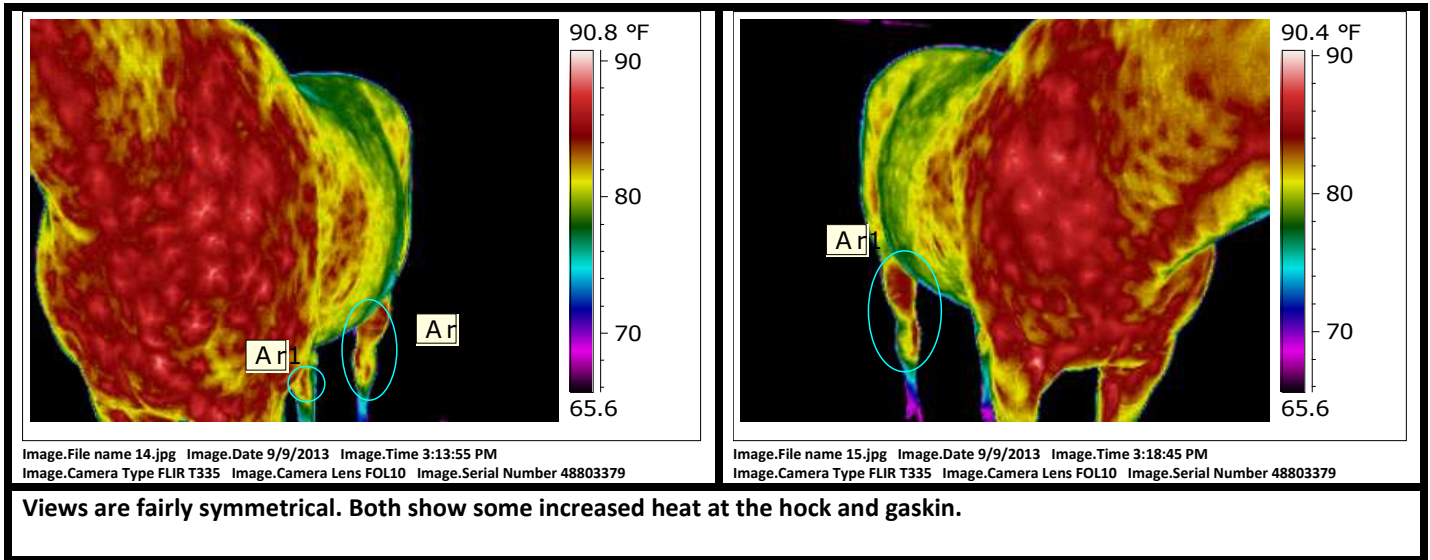 90.8 °F
90
80
70
65.6
Ar1
Ar
90.4 °F
90
80
70
65.6
Ar1
Image.File name 14.jpg Image.Date 9/9/2013 Image.Time 3:13:55 PM
Image.Camera Type FLIR T335 Image.Camera Lens FOL10 Image.Serial Number 48803379
Image.File name 15.jpg Image.Date 9/9/2013 Image.Time 3:18:45 PM
Image.Camera Type FLIR T335 Image.Camera Lens FOL10 Image.Serial Number 48803379
Views are fairly symmetrical. Both show some increased heat at the hock and gaskin.